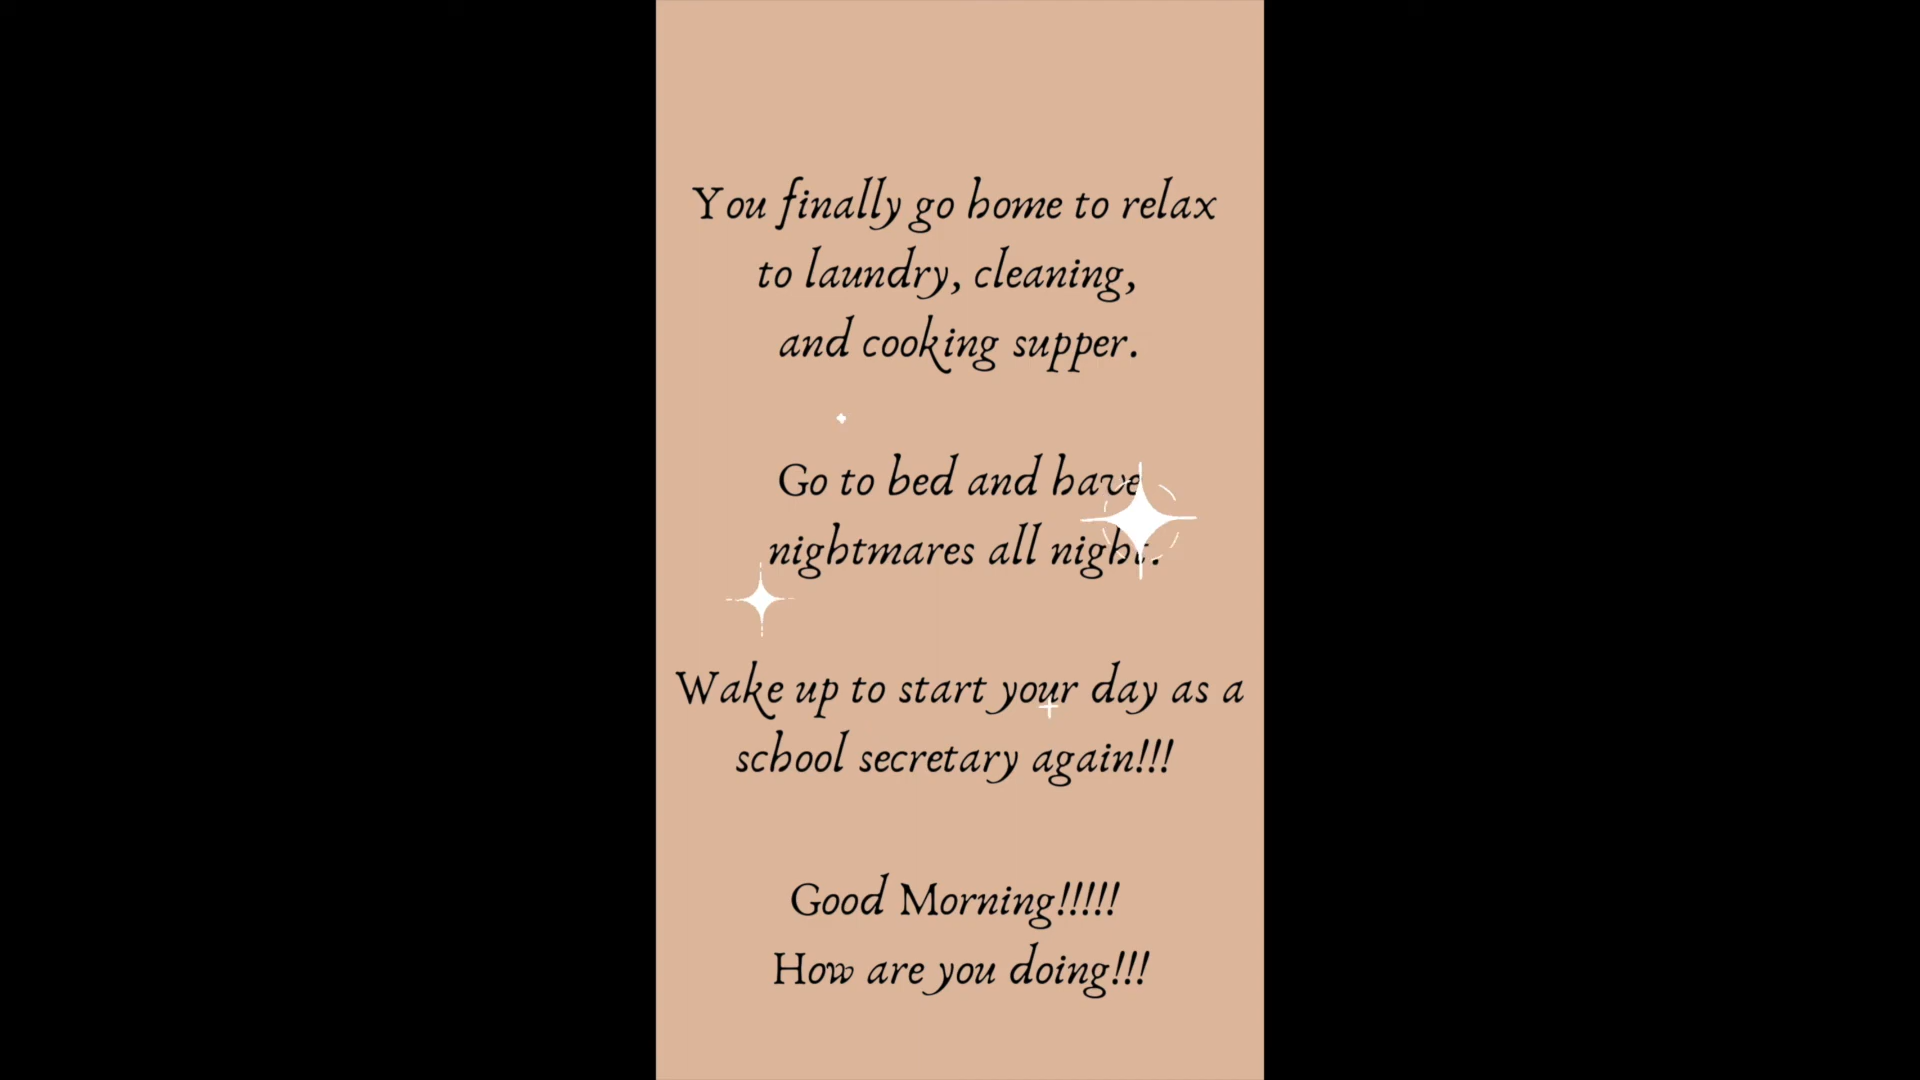 You finally go home to relax
to laundry, cleaning,
and cooking supper.
Go to bed and have
nightmares all night.
Wake up to start your day as a
school secretary again!!!
Good Morning!!!!!
How are you doing!!!